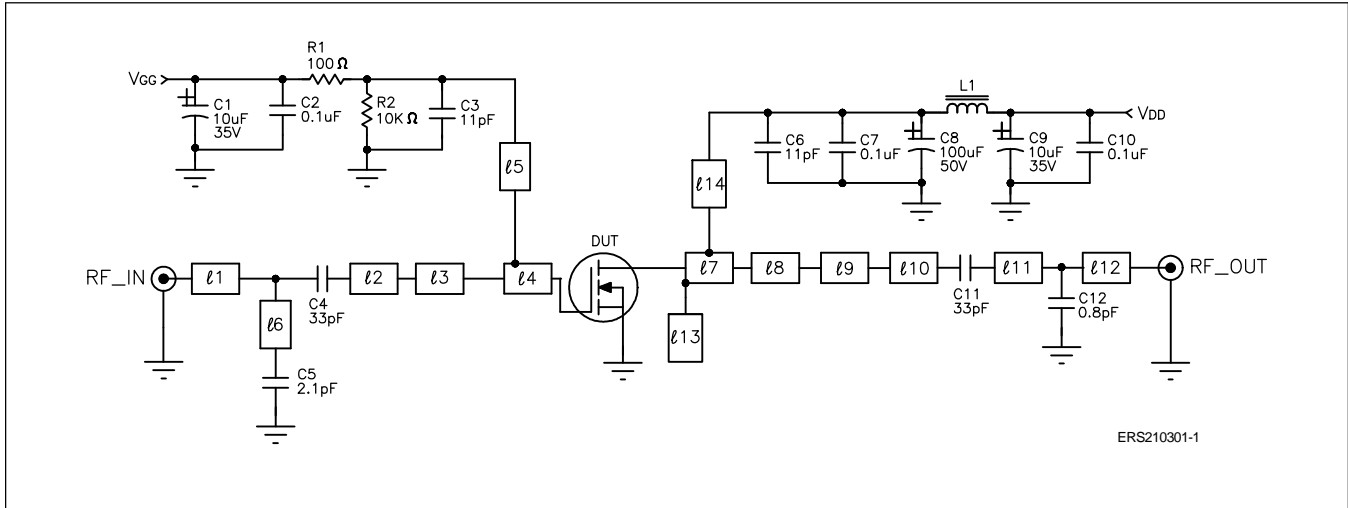 R1
100 Ω
VGG
C1
10uF
35V
C2
0.1uF
R2
10K Ω
C3
11pF
L1
VDD
C6
11pF
C7
0.1uF
C8
100uF
50V
C9
10uF
35V
C10
0.1uF
ℓ5
ℓ14
DUT
RF_IN
ℓ1
C4
33pF
ℓ2
ℓ3
ℓ4
ℓ7
ℓ8
ℓ9
ℓ10
C11
33pF
ℓ11
ℓ12
RF_OUT
ℓ6
C5
2.1pF
ℓ13
C12
0.8pF
ERS210301-1